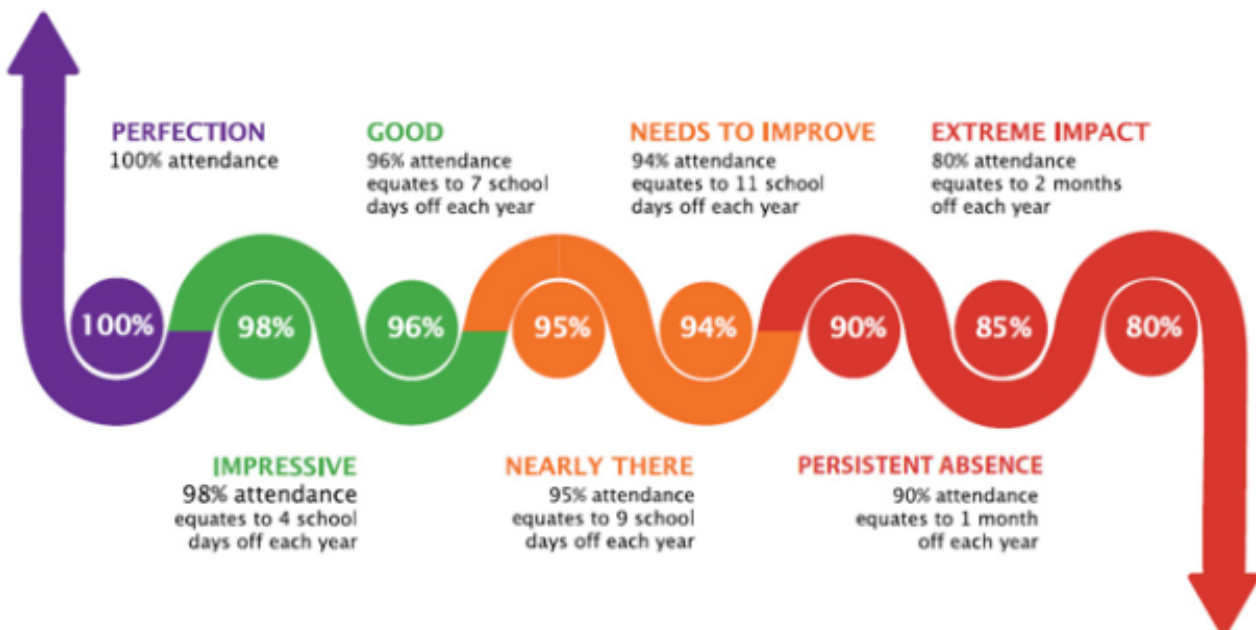 PERFECTION
100% attendance
GOOD
96% attendance
equates to 7 school
days off each year
NEEDS TO IMPROVE
94% attendance
equates to 11 school
days off each year
EXTREME IMPACT
80% attendance
equates to 2 months
off each year
100%
98%
96%
95%
94%
90%
85%
80%
IMPRESSIVE
98% attendance
equates to 4 school
days off each year
NEARLY THERE
95% attendance
equates to 9 school
days off each year
PERSISTENT ABSENCE
90% attendance
equates to 1 month
off each year